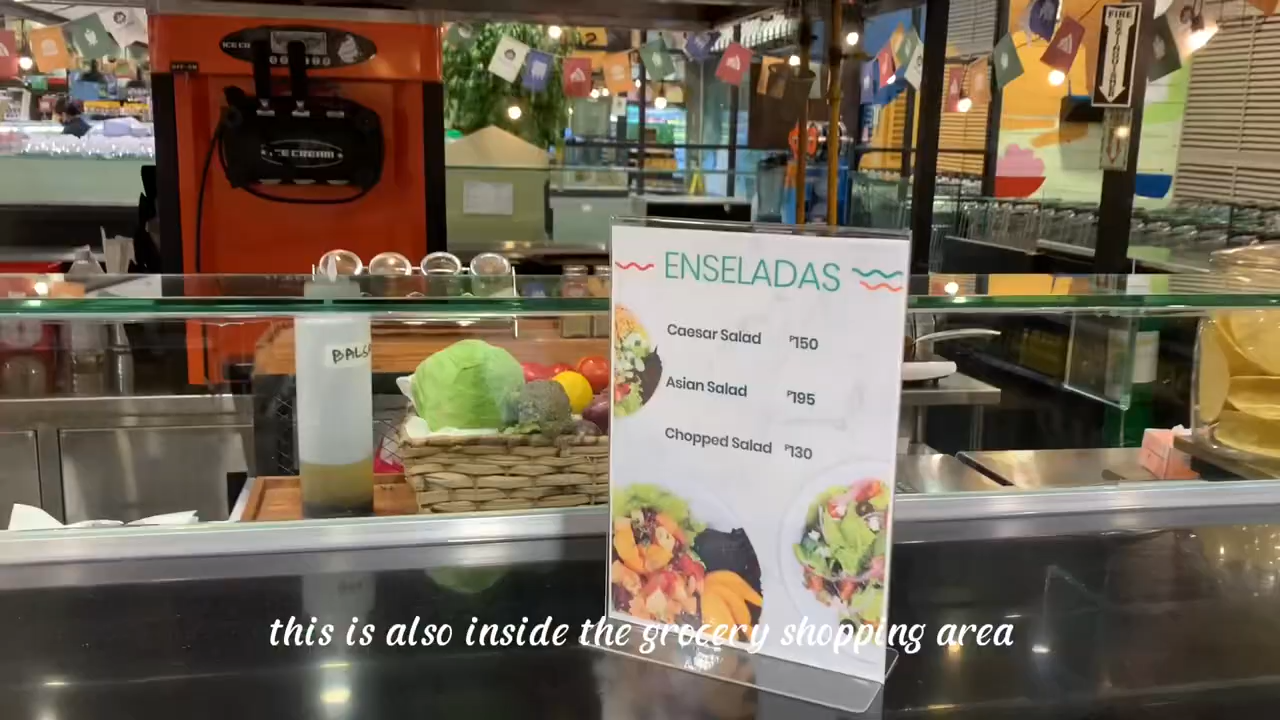 ICE CREAM
FIRE
BALS
ENSELADAS
Caesar Salad ₱150
Asian Salad ₱195
Chopped Salad ₱130
this is also inside the grocery shopping area